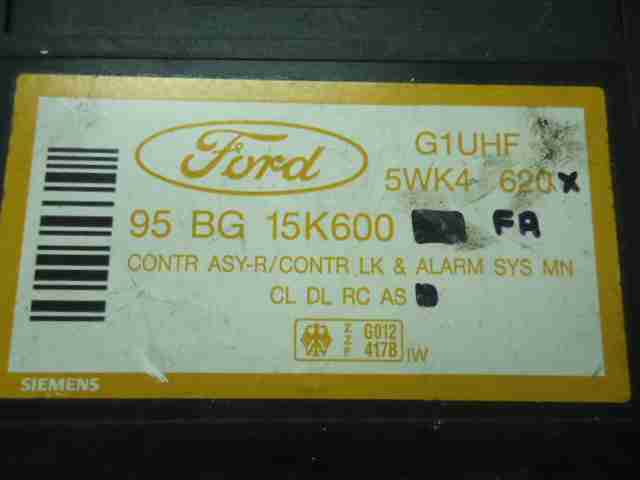 Ford
G1UHF
5WK4 620X
95 BG 15K600 FA
CONTR ASY-R/CONTR LK & ALARM SYS MN
CL DL RC AS
Z Z F G012 417B IW
SIEMENS